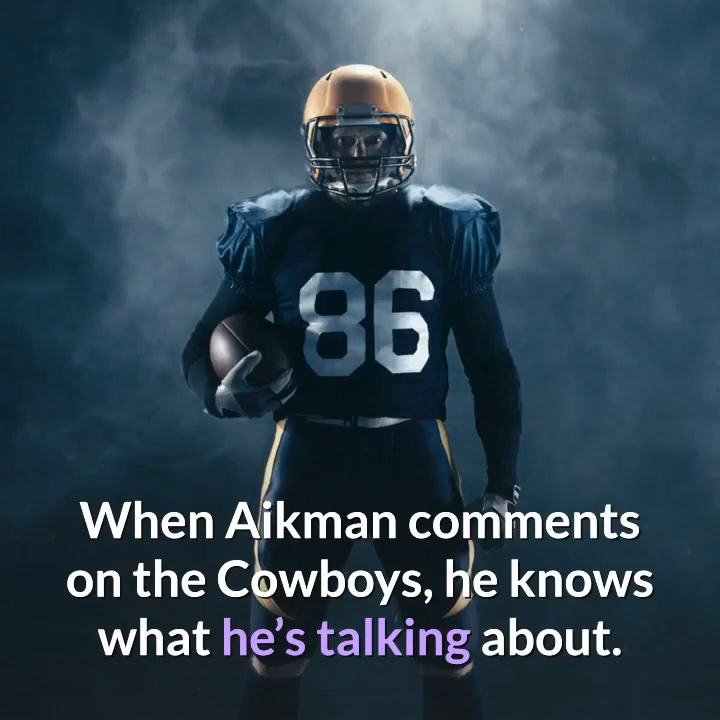 86
When Aikman comments
on the Cowboys, he knows
what he’s talking about.